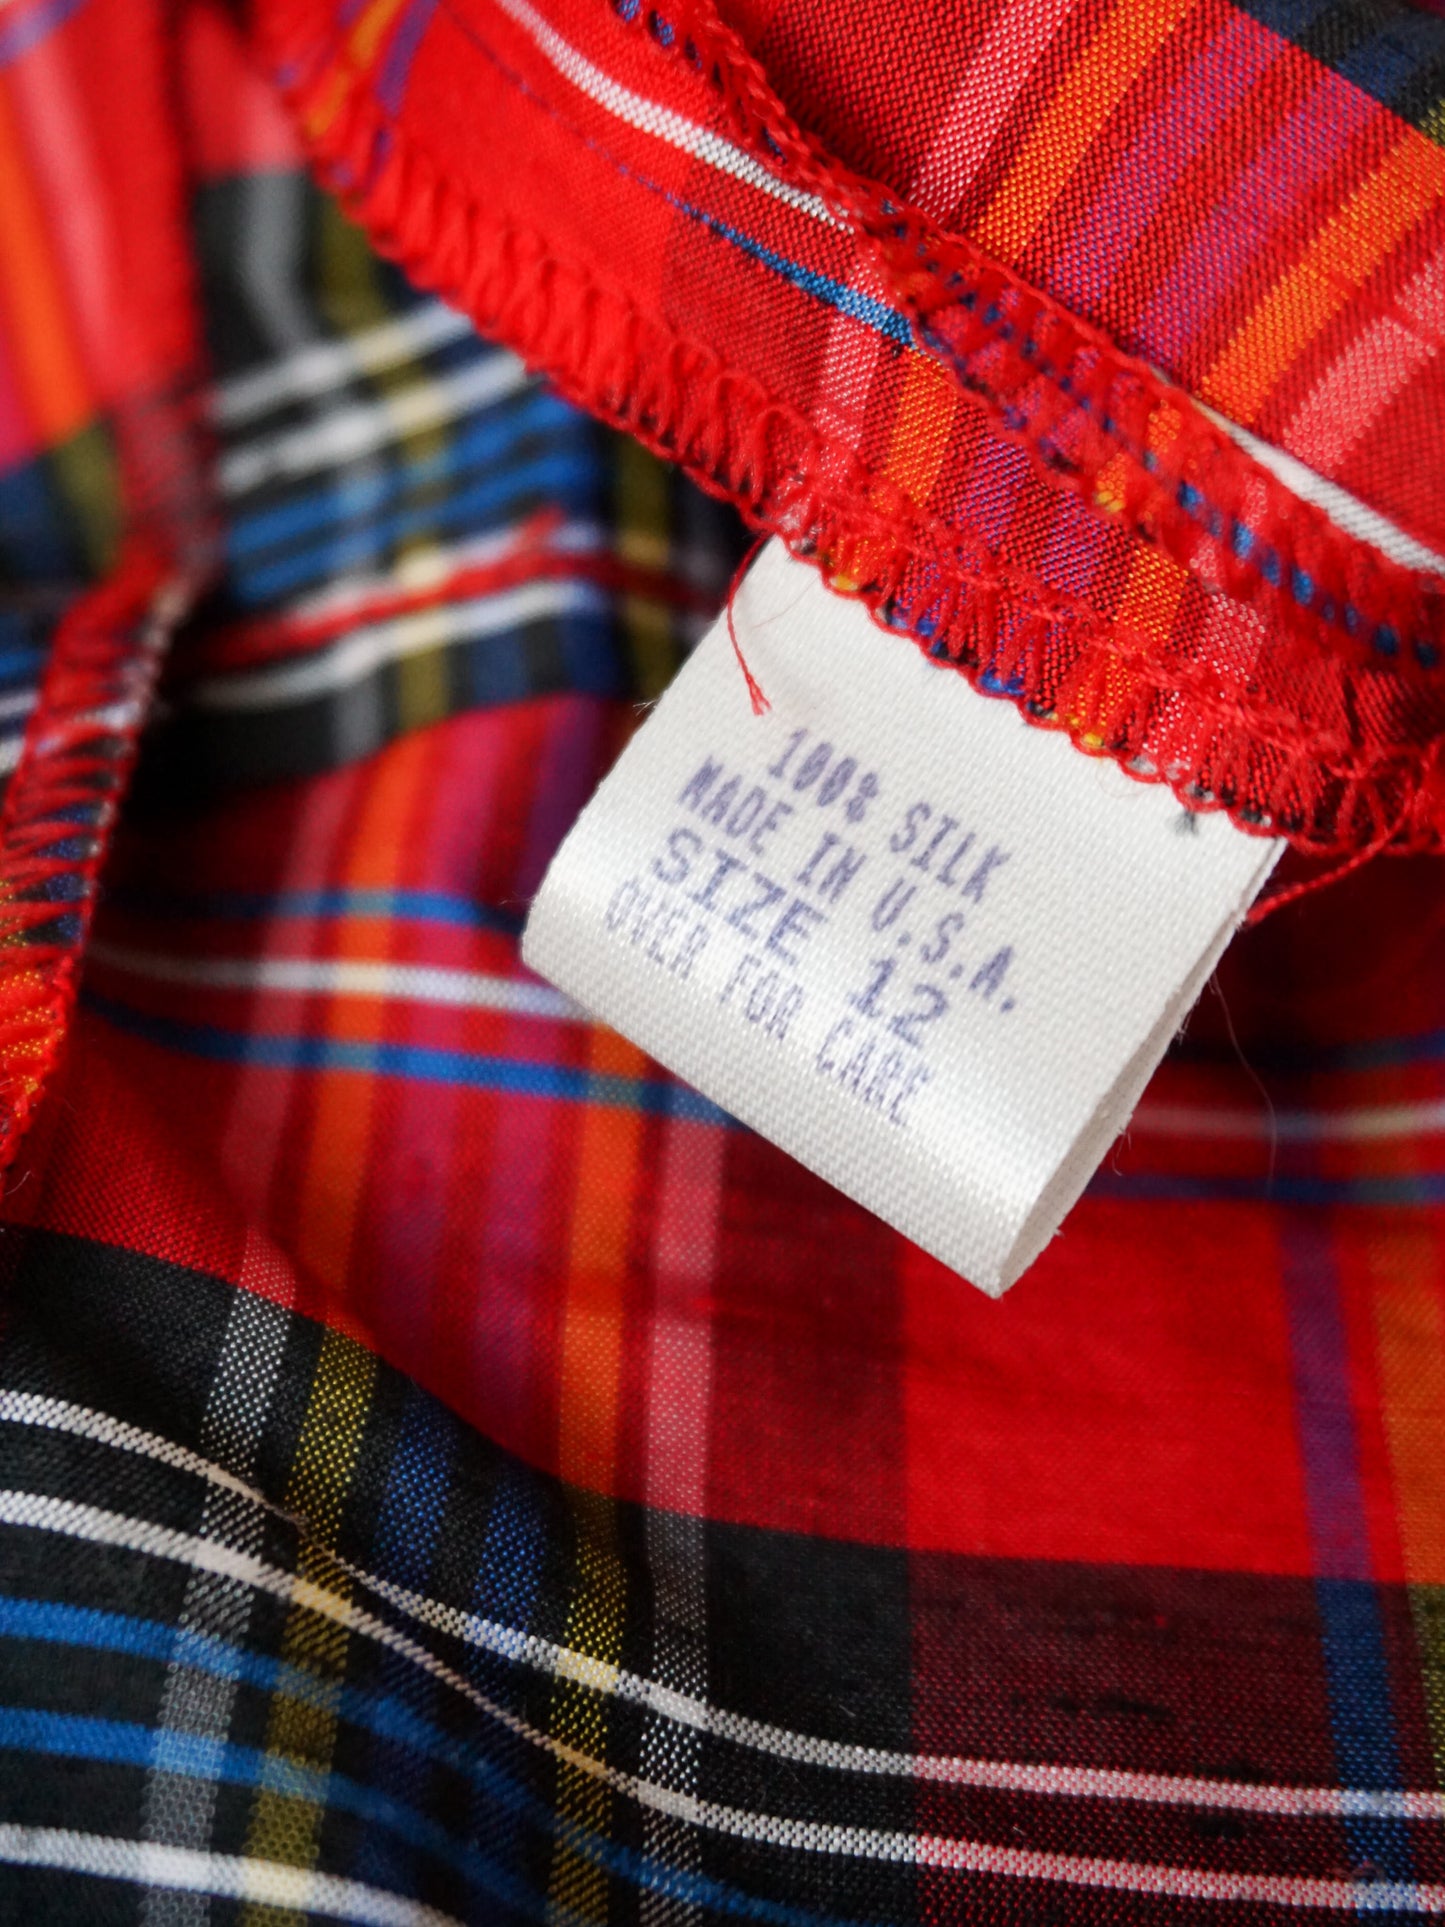 100% SILK
MADE IN U.S.A.
SIZE 12
OVER FOR CARE